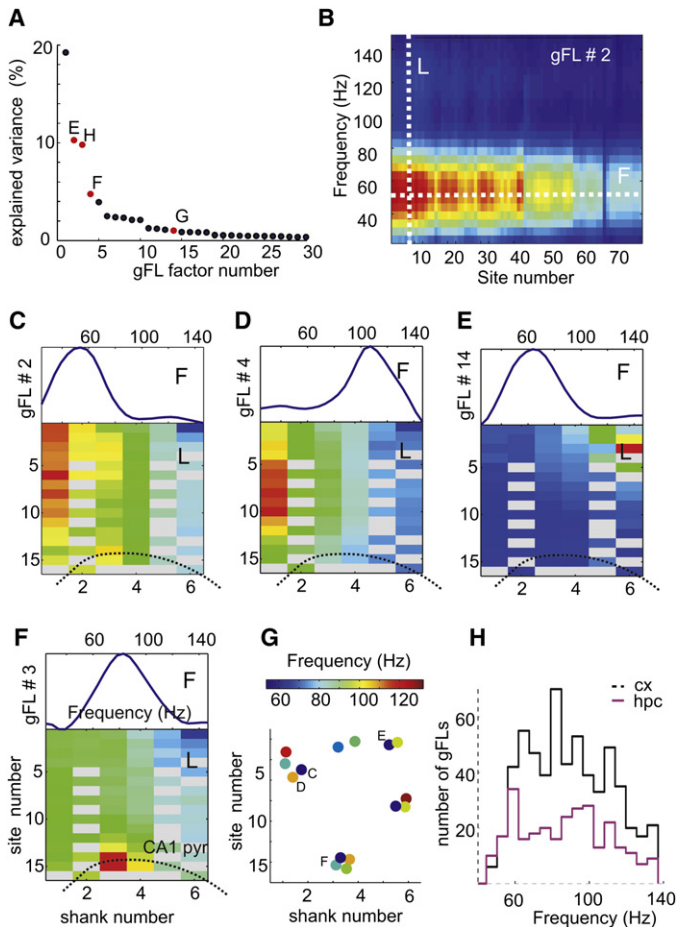 A
20
10
0
explained variance (%)
E
H
F
G
0 5 10 15 20 25 30
gFL factor number
B
140
120
100
80
60
40
Frequency (Hz)
gFL # 2
L
F
10 20 30 40 50 60 70
Site number
C
60 100 140
gFL # 2
F
L
5
10
15
2 4 6
D
60 100 140
gFL # 4
F
L
5
10
15
2 4 6
E
60 100 140
gFL # 14
F
L
5
10
15
2 4 6
F
60 100 140
gFL # 3
F
Frequency (Hz)
L
site number
5
10
15
CA1 pyr
2 4 6
shank number
G
Frequency (Hz)
60 80 100 120
E
C
D
F
site number
5
10
15
2 4 6
shank number
H
cx
hpc
number of gFLs
60
40
20
60 100 140
Frequency (Hz)